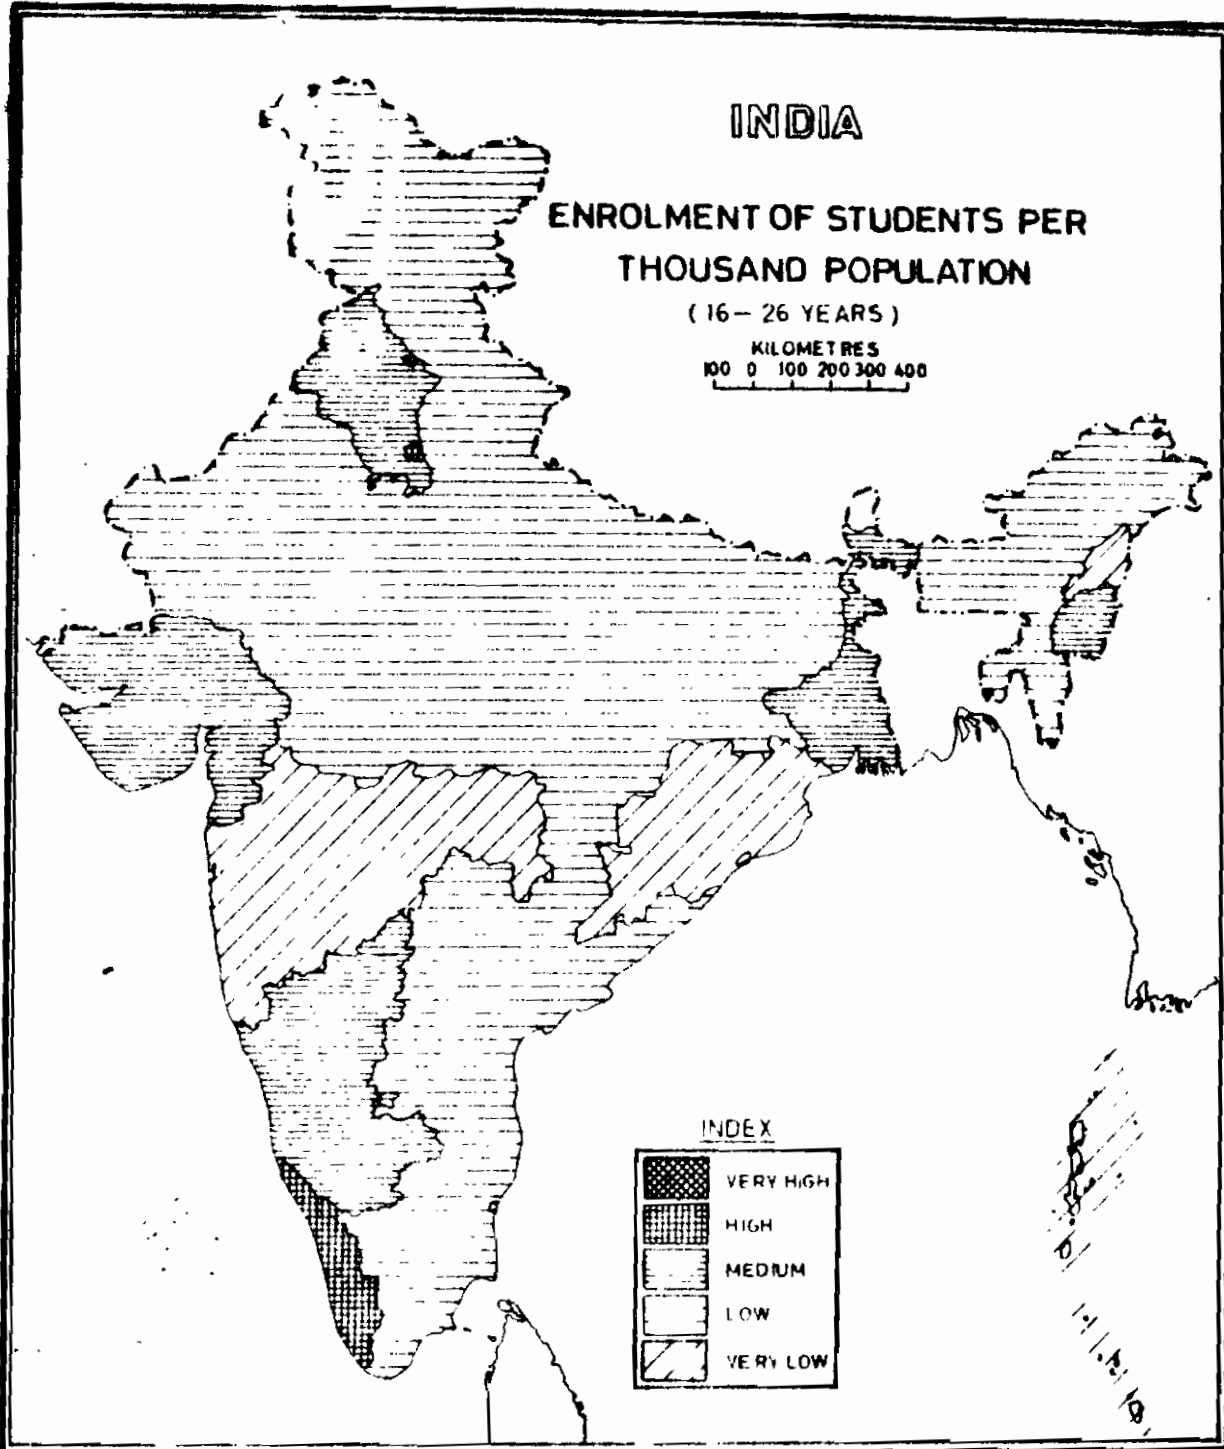 INDIA
ENROLMENT OF STUDENTS PER
THOUSAND POPULATION
(16 - 26 YEARS)
KILOMETRES
100 0 100 200 300 400
INDEX
VERY HIGH
HIGH
MEDIUM
LOW
VERY LOW